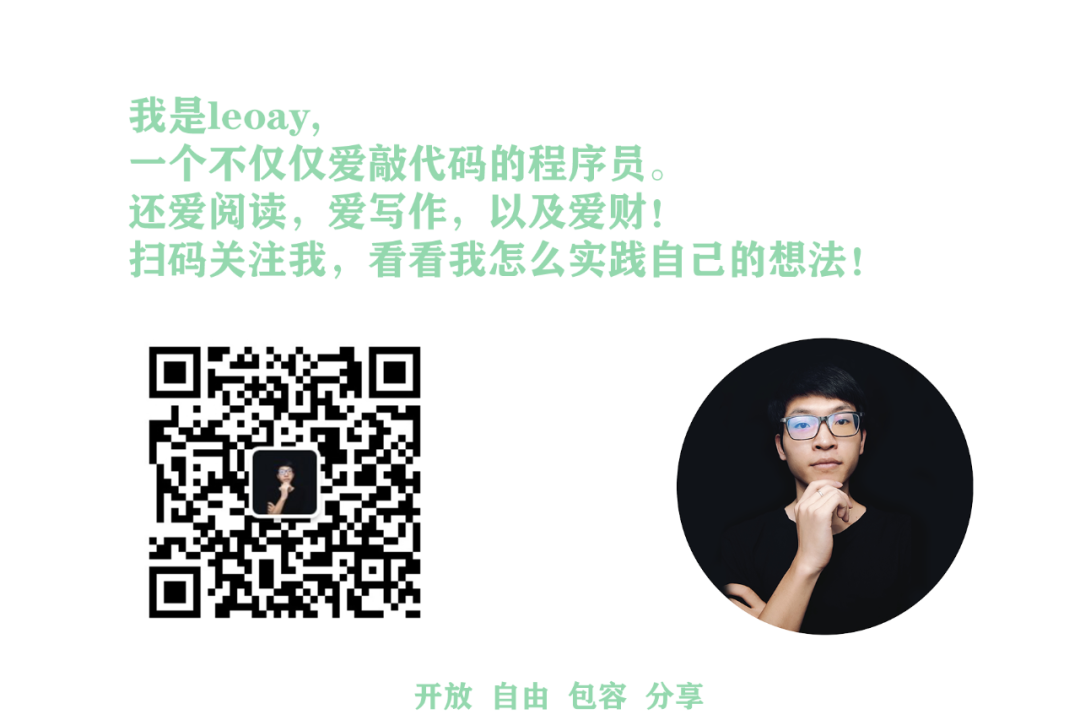 我是leoay,
一个不仅仅爱敲代码的程序员。
还爱阅读，爱写作，以及爱财！
扫码关注我，看看我怎么实践自己的想法！
开放 自由 包容 分享